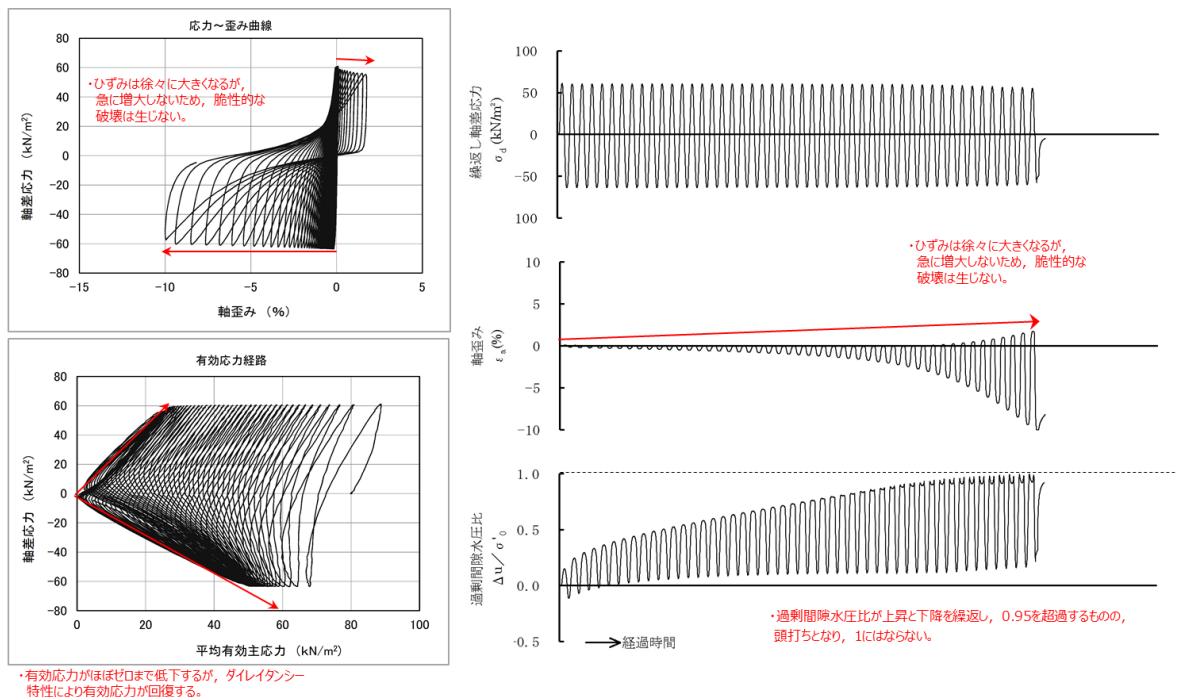 応力～歪み曲線
80
60
40
20
0
-20
-40
-60
-80
-15
-10
-5
0
5
軸差応力 (kN/m²)
軸歪み (%)
・ひずみは徐々に大きくなるが，
急に増大しないため，脆性的な
破壊は生じない。
有効応力経路
80
60
40
20
0
-20
-40
-60
-80
0
20
40
60
80
100
軸差応力 (kN/m²)
平均有効主応力 (kN/m²)
・有効応力がほぼゼロまで低下するが，ダイレイタンシー
特性により有効応力が回復する。
100
50
0
-50
100
繰返し軸差応力
σd (kN/m²)
・ひずみは徐々に大きくなるが，
急に増大しないため，脆性的な
破壊は生じない。
10
5
0
-5
-10
軸歪み
εa(%)
1.0
0.5
0.0
-0.5
過剰間隙水圧比
Δu／σ'0
・過剰間隙水圧比が上昇と下降を繰返し，0.95を超過するものの，
頭打ちとなり，1にはならない。
経過時間